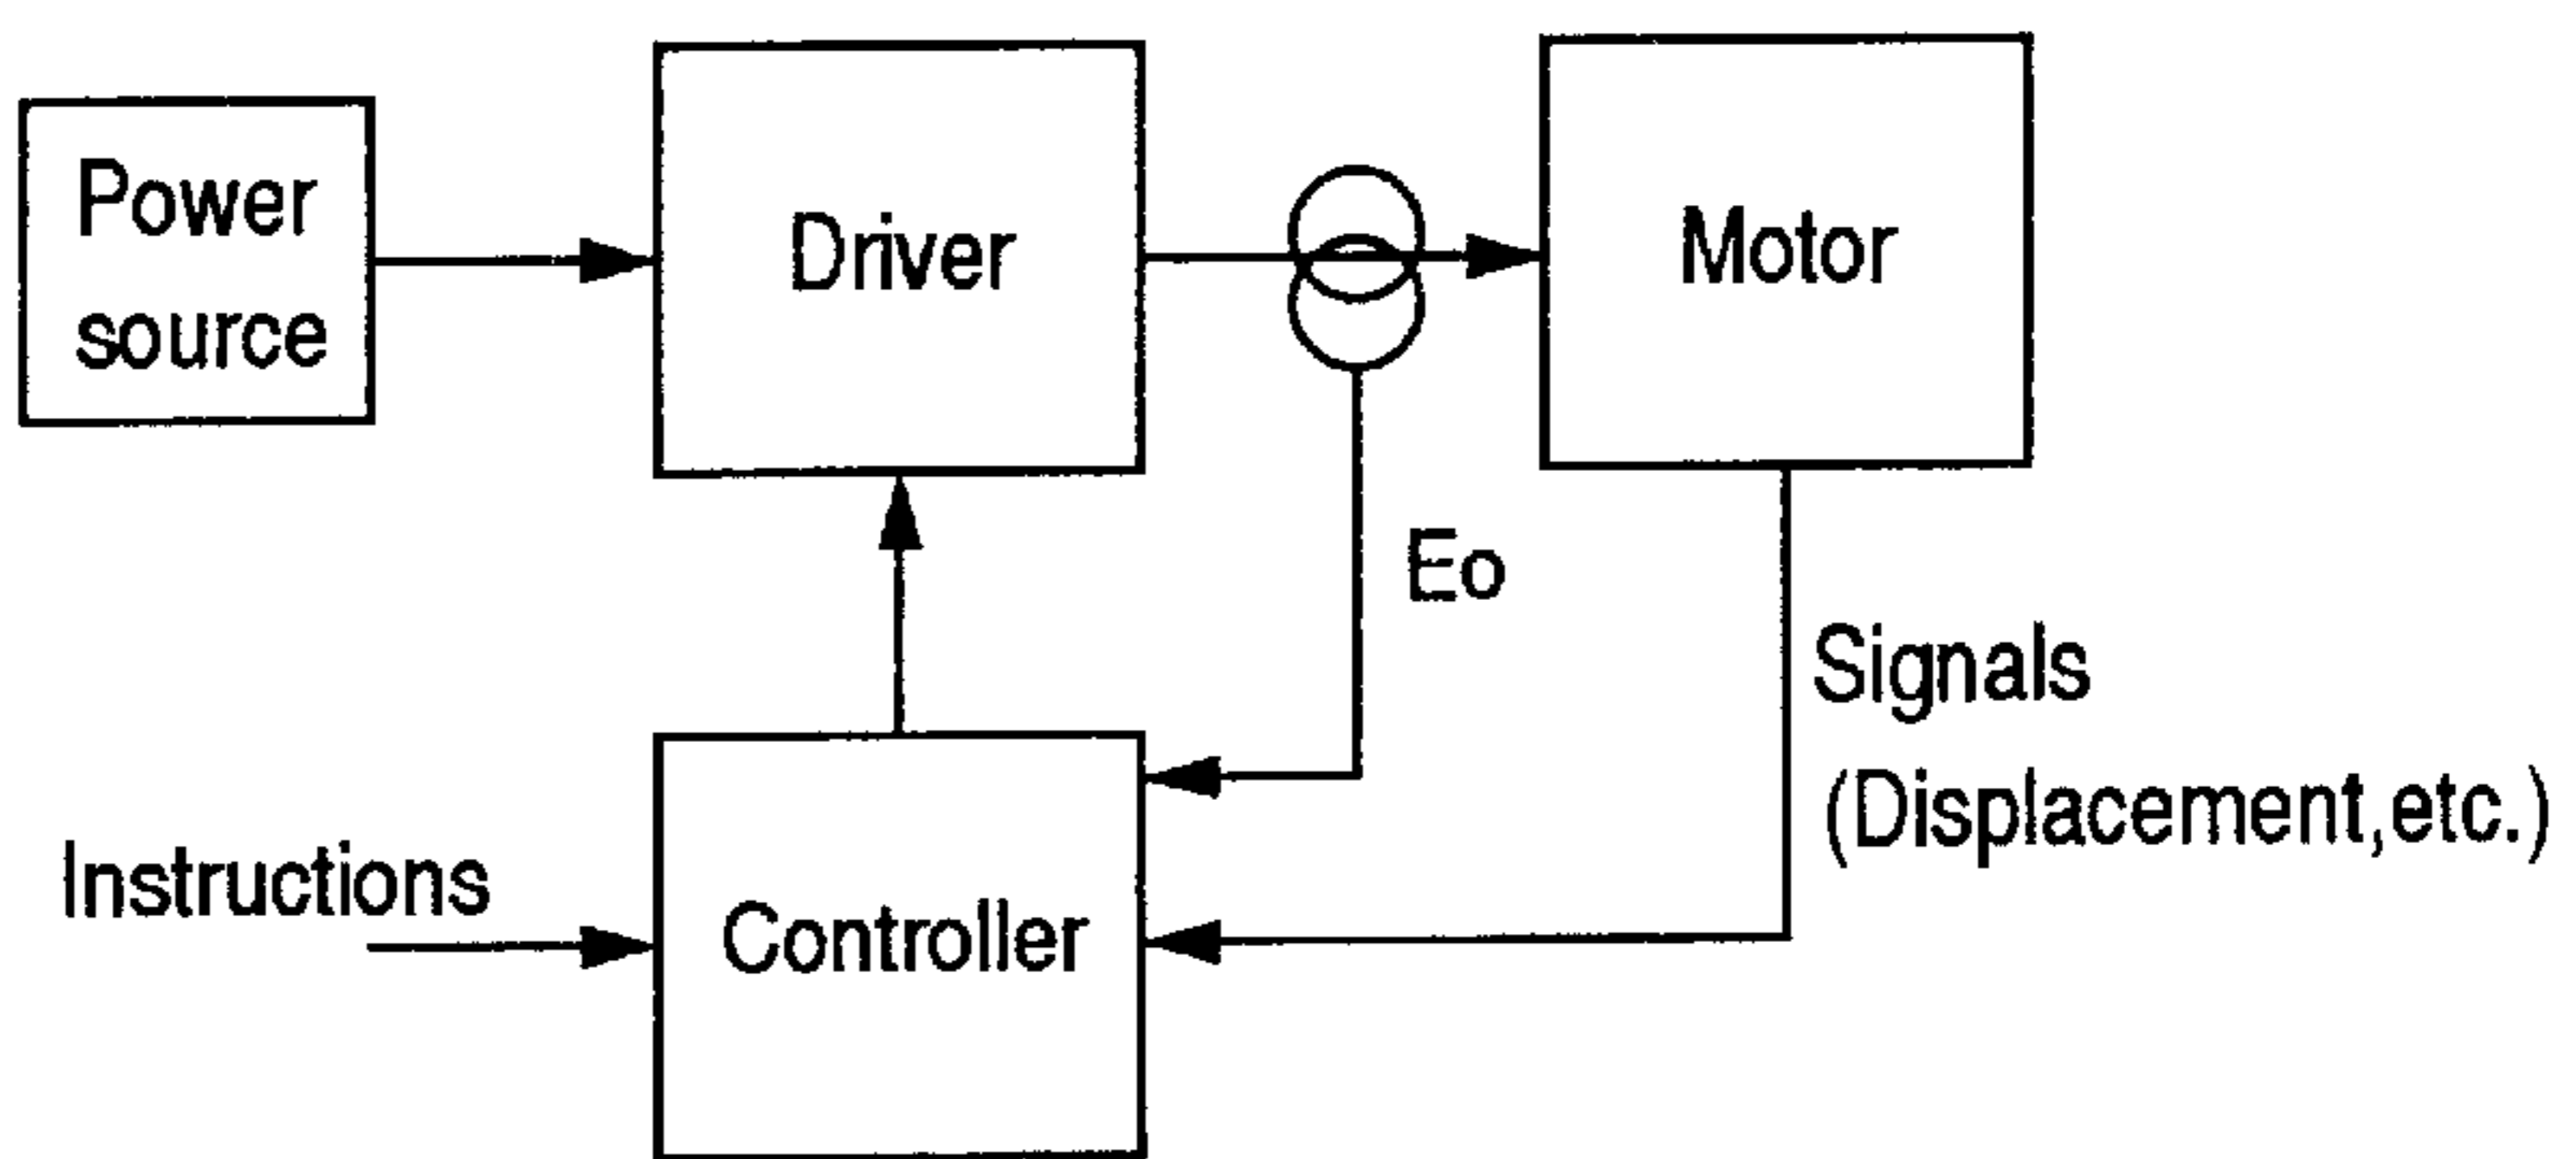 Power
source
Driver
Motor
Eo
Signals
(Displacement,etc.)
Instructions
Controller